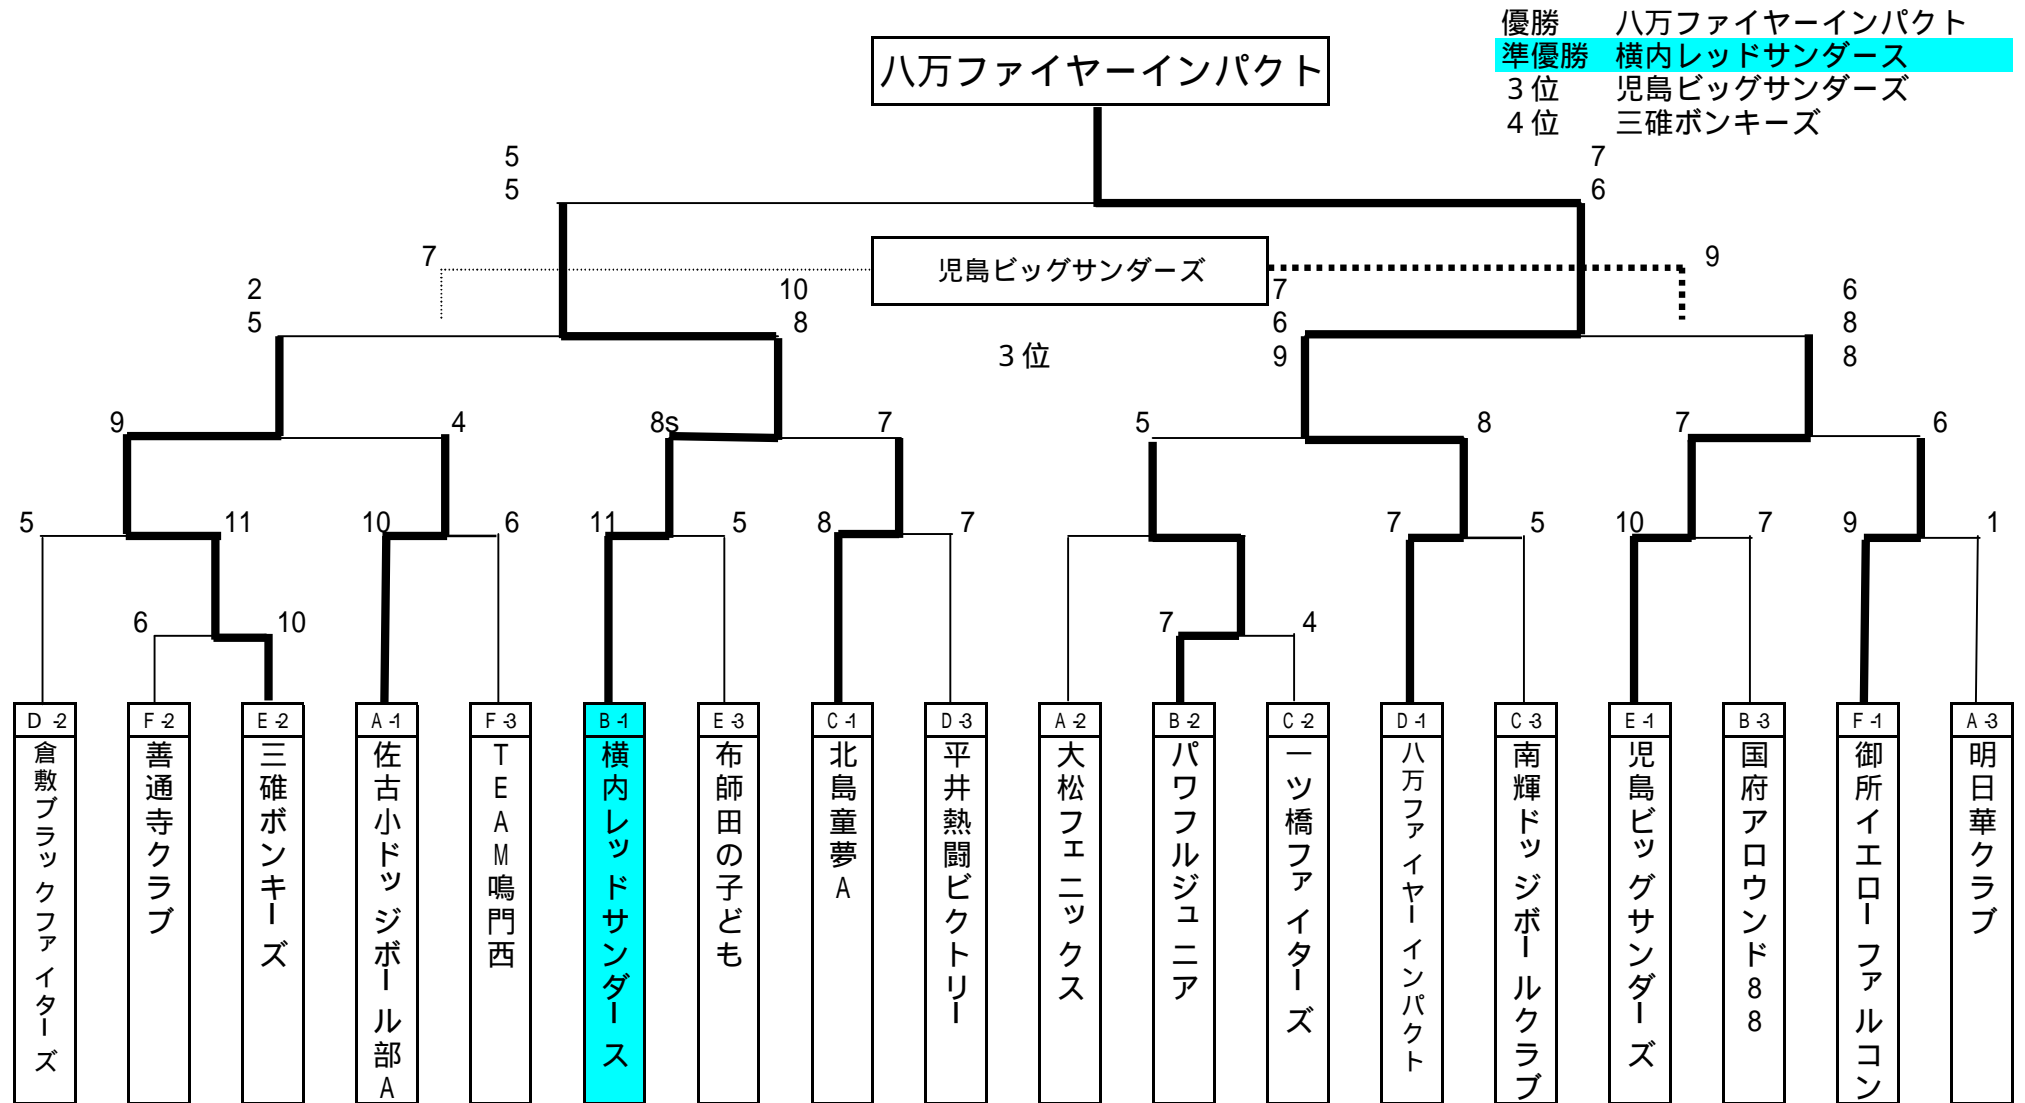 優勝 八万ファイヤーインパクト
準優勝 横内レッドサンダース
3位 児島ビッグサンダーズ
4位 三碓ボンキーズ
八万ファイヤーインパクト
5 7
5 6
7 児島ビッグサンダーズ 9
2 10 7 6
5 8 6 8
3位 9 8
9 4 8s 7 5 8 7 6
5 11 10 6 11 5 8 7 7 5 10 7 9 1
6 10 7 4
D-2 F-2 E-2 A-1 F-3 B-1 E-3 C-1 D-3 A-2 B-2 C-2 D-1 C-3 E-1 B-3 F-1 A-3
倉敷ブラックファイターズ
善通寺クラブ
三碓ボンキーズ
佐古小ドッジボール部A
TEAM鳴門西
横内レッドサンダース
布師田の子ども
北島童夢A
平井熱闘ビクトリー
大松フェニックス
パワフルジュニア
一ツ橋ファイターズ
八万ファイヤーインパクト
南輝ドッジボールクラブ
児島ビッグサンダーズ
国府アロウンド88
御所イエローファルコン
明日華クラブ